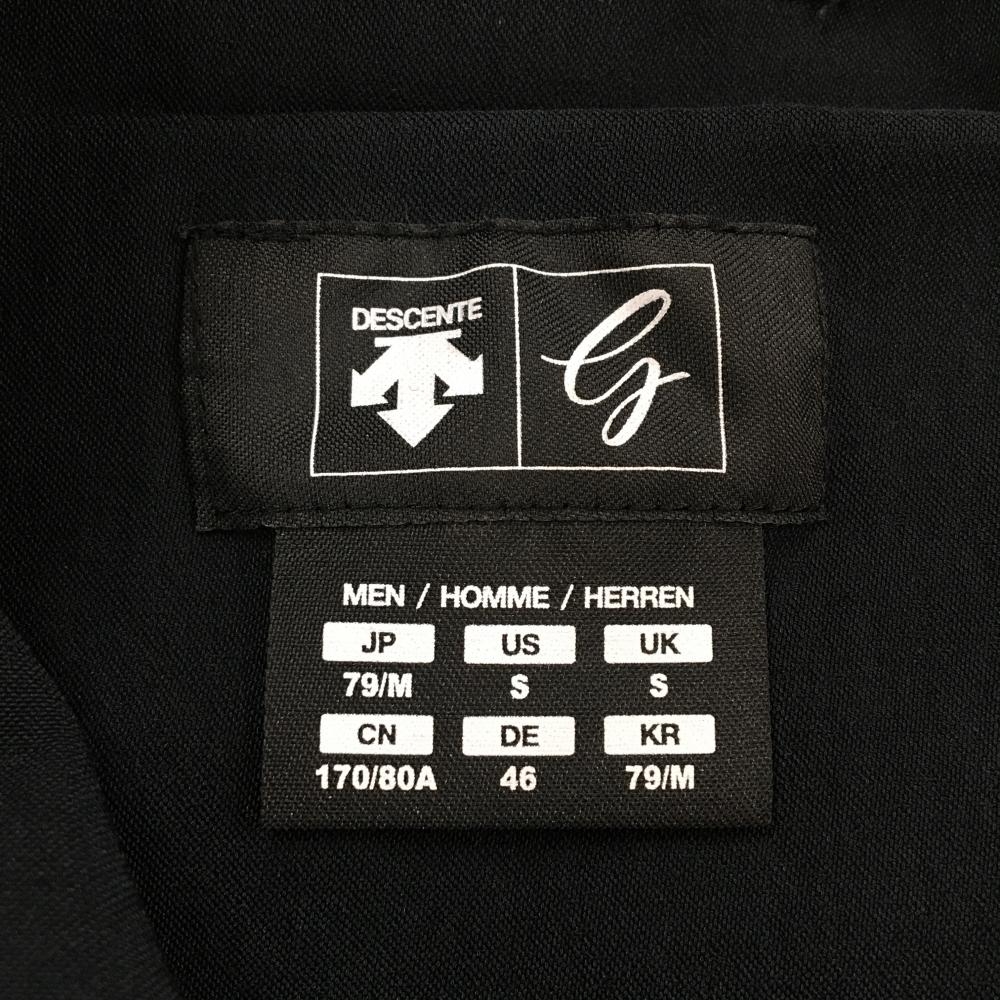 DESCENTE
G
MEN / HOMME / HERREN
JP US UK
79/M S S
CN DE KR
170/80A 46 79/M